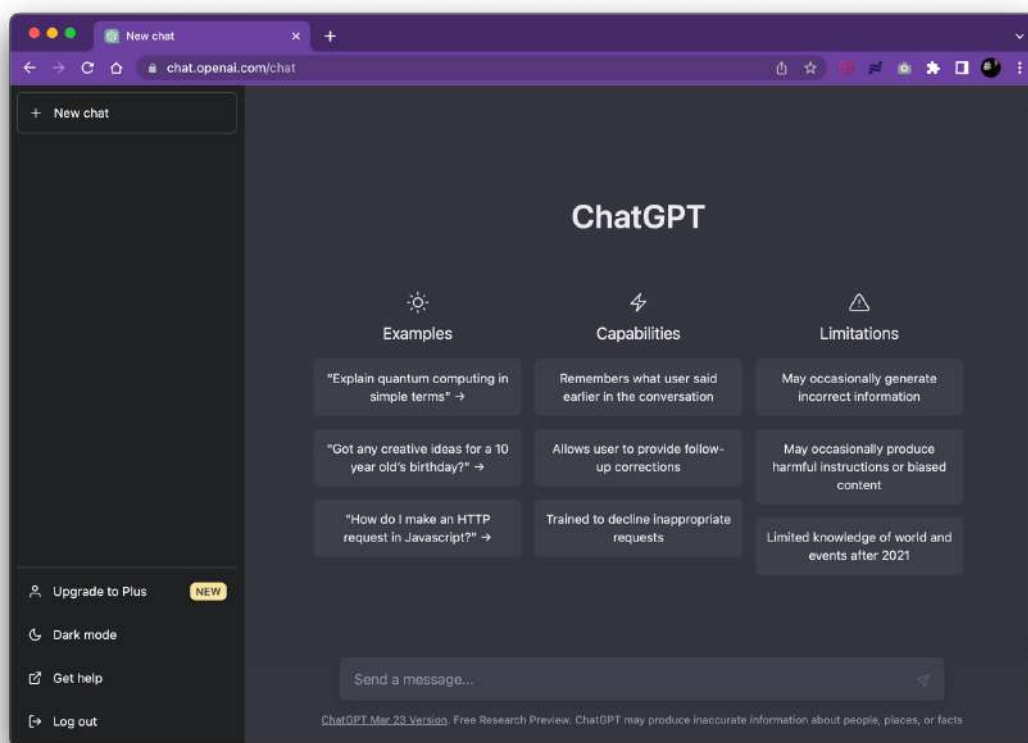 New chat
chat.openai.com/chat
+ New chat
ChatGPT
Examples
"Explain quantum computing in
simple terms" →
"Got any creative ideas for a 10
year old's birthday?" →
"How do I make an HTTP
request in Javascript?" →
Capabilities
Remembers what user said
earlier in the conversation
Allows user to provide follow-
up corrections
Trained to decline inappropriate
requests
Limitations
May occasionally generate
incorrect information
May occasionally produce
harmful instructions or biased
content
Limited knowledge of world and
events after 2021
Upgrade to Plus NEW
Dark mode
Get help
Log out
Send a message...
ChatGPT Mar 23 Version. Free Research Preview. ChatGPT may produce inaccurate information about people, places, or facts